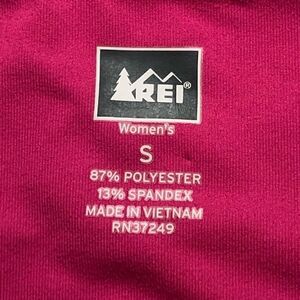 REI®
Women's
S
87% POLYESTER
13% SPANDEX
MADE IN VIETNAM
RN37249